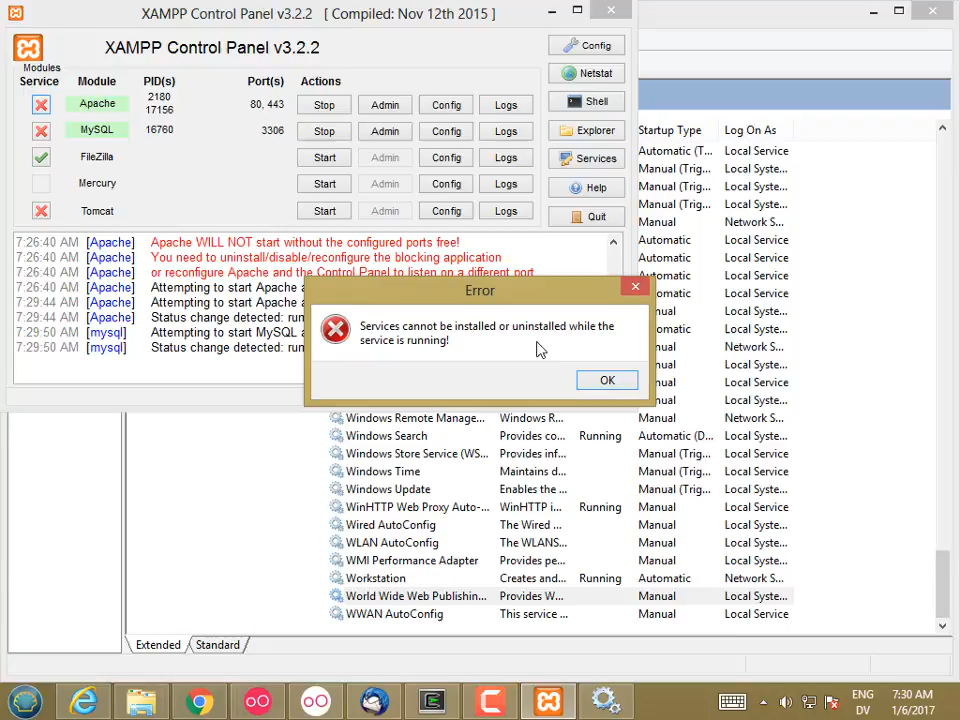 XAMPP Control Panel v3.2.2 [ Compiled: Nov 12th 2015 ]
XAMPP Control Panel v3.2.2
Config
Modules
Service Module PID(s) Port(s) Actions
Netstat
Apache 2180 17156 80, 443 Stop Admin Config Logs
Shell
MySQL 16760 3306 Stop Admin Config Logs
Explorer
FileZilla Start Admin Config Logs
Services
Mercury Start Admin Config Logs
Help
Tomcat Start Admin Config Logs
Quit
7:26:40 AM [Apache] Apache WILL NOT start without the configured ports free!
7:26:40 AM [Apache] You need to uninstall/disable/reconfigure the blocking application
7:26:40 AM [Apache] or reconfigure Apache and the Control Panel to listen on a different port
7:26:40 AM [Apache] Attempting to start Apache
7:29:44 AM [Apache] Attempting to start Apache
7:29:44 AM [Apache] Status change detected:
7:29:50 AM [mysql] Attempting to start MySQL
7:29:50 AM [mysql] Status change detected:
Error
Services cannot be installed or uninstalled while the
service is running!
OK
Startup Type Log On As
Automatic (T... Local Service
Manual (Trig... Local Syste...
Manual (Trig... Local Syste...
Manual (Trig... Local Syste...
Manual Network S...
Automatic Local Service
Local Syste...
Automatic Local Service
Local Syste...
Local Service
Local Service
Network S...
Local Syste...
Local Service
Local Syste...
Windows Remote Manage... Windows R... Manual Network S...
Windows Search Provides co... Running Automatic (D... Local Syste...
Windows Store Service (WS... Provides inf... Manual (Trig... Local Syste...
Windows Time Maintains d... Manual (Trig... Local Service
Windows Update Enables the ... Manual (Trig... Local Syste...
WinHTTP Web Proxy Auto-... WinHTTP i... Running Manual Local Service
Wired AutoConfig The Wired ... Manual Local Syste...
WLAN AutoConfig The WLANS... Manual Local Syste...
WMI Performance Adapter Provides pe... Manual Local Syste...
Workstation Creates and... Running Automatic Network S...
World Wide Web Publishin... Provides W... Manual Local Syste...
WWAN AutoConfig This service ... Manual Local Service
Extended Standard
ENG 7:30 AM
DV 1/6/2017